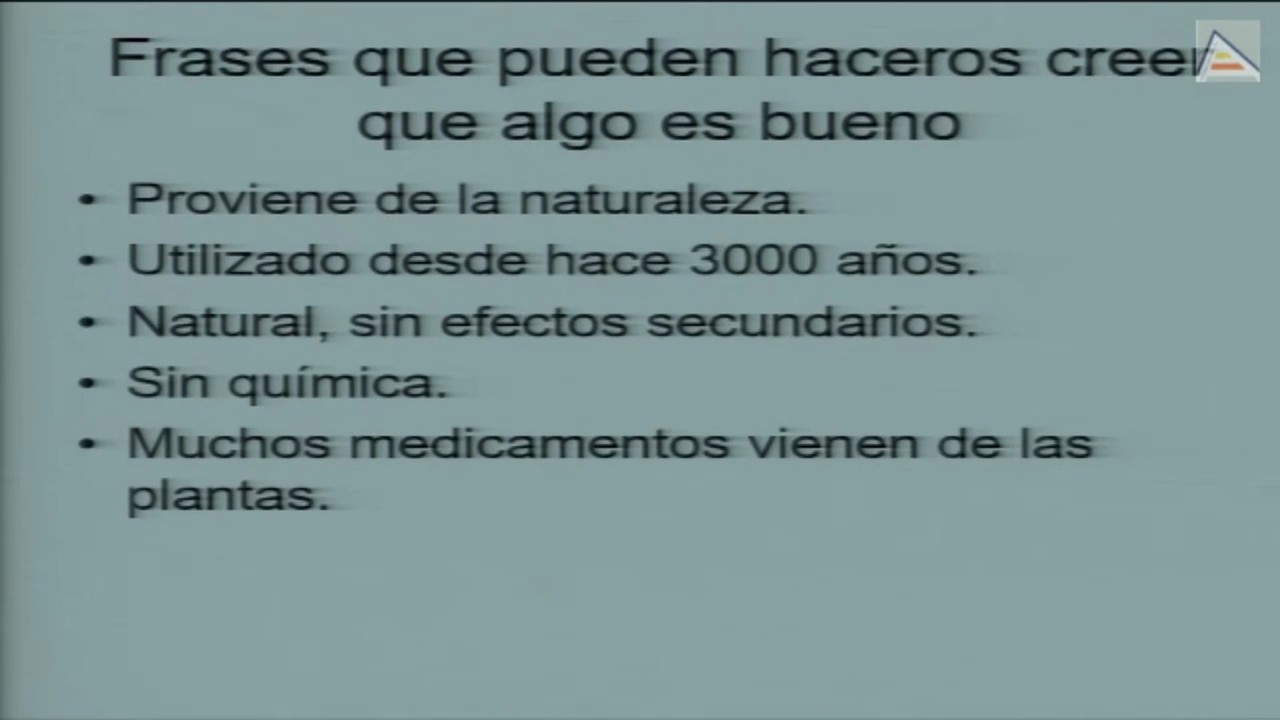 Frases que pueden haceros creer
que algo es bueno
• Proviene de la naturaleza.
• Utilizado desde hace 3000 años.
• Natural, sin efectos secundarios.
• Sin química.
• Muchos medicamentos vienen de las
plantas.